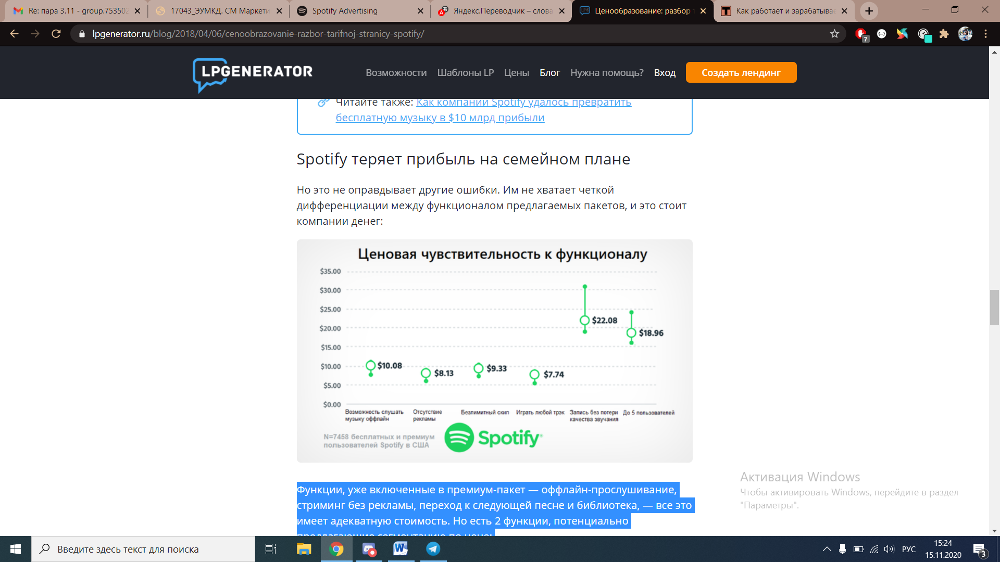 Re: пара 3.11 - group.753502
17043_ЭУМКД. СМ Маркети
Spotify Advertising
Яндекс.Переводчик – слова
Ценообразование: разбор т
Как работает и зарабатывае
lpgenerator.ru/blog/2018/04/06/cenoobrazovanie-razbor-tarifnoj-stranicy-spotify/
7
LPGENERATOR
Возможности
Шаблоны LP
Цены
Блог
Нужна помощь?
Вход
Создать лендинг
Читайте также: Как компании Spotify удалось превратить
бесплатную музыку в $10 млрд прибыли
Spotify теряет прибыль на семейном плане
Но это не оправдывает другие ошибки. Им не хватает четкой
дифференциации между функционалом предлагаемых пакетов, и это стоит
компании денег:
Ценовая чувствительность к функционалу
$35.00
$30.00
$25.00
$20.00
$15.00
$10.00
$5.00
$0.00
$10.08
$8.13
$9.33
$7.74
$22.08
$18.96
Возможность слушать
музыку оффлайн
Отсутствие
рекламы
Безлимитный скип
Играть любой трэк
Запись без потери
качества звучания
До 5 пользователей
N=7458 бесплатных и премиум
пользователей Spotify в США
Spotify
Функции, уже включенные в премиум-пакет — оффлайн-прослушивание,
стриминг без рекламы, переход к следующей песне и библиотека, — все это
имеет адекватную стоимость. Но есть 2 функции, потенциально
предлагающие сегментацию по цене:
Активация Windows
Чтобы активировать Windows, перейдите в раздел
"Параметры".
Введите здесь текст для поиска
РУС
15:24
15.11.2020
3